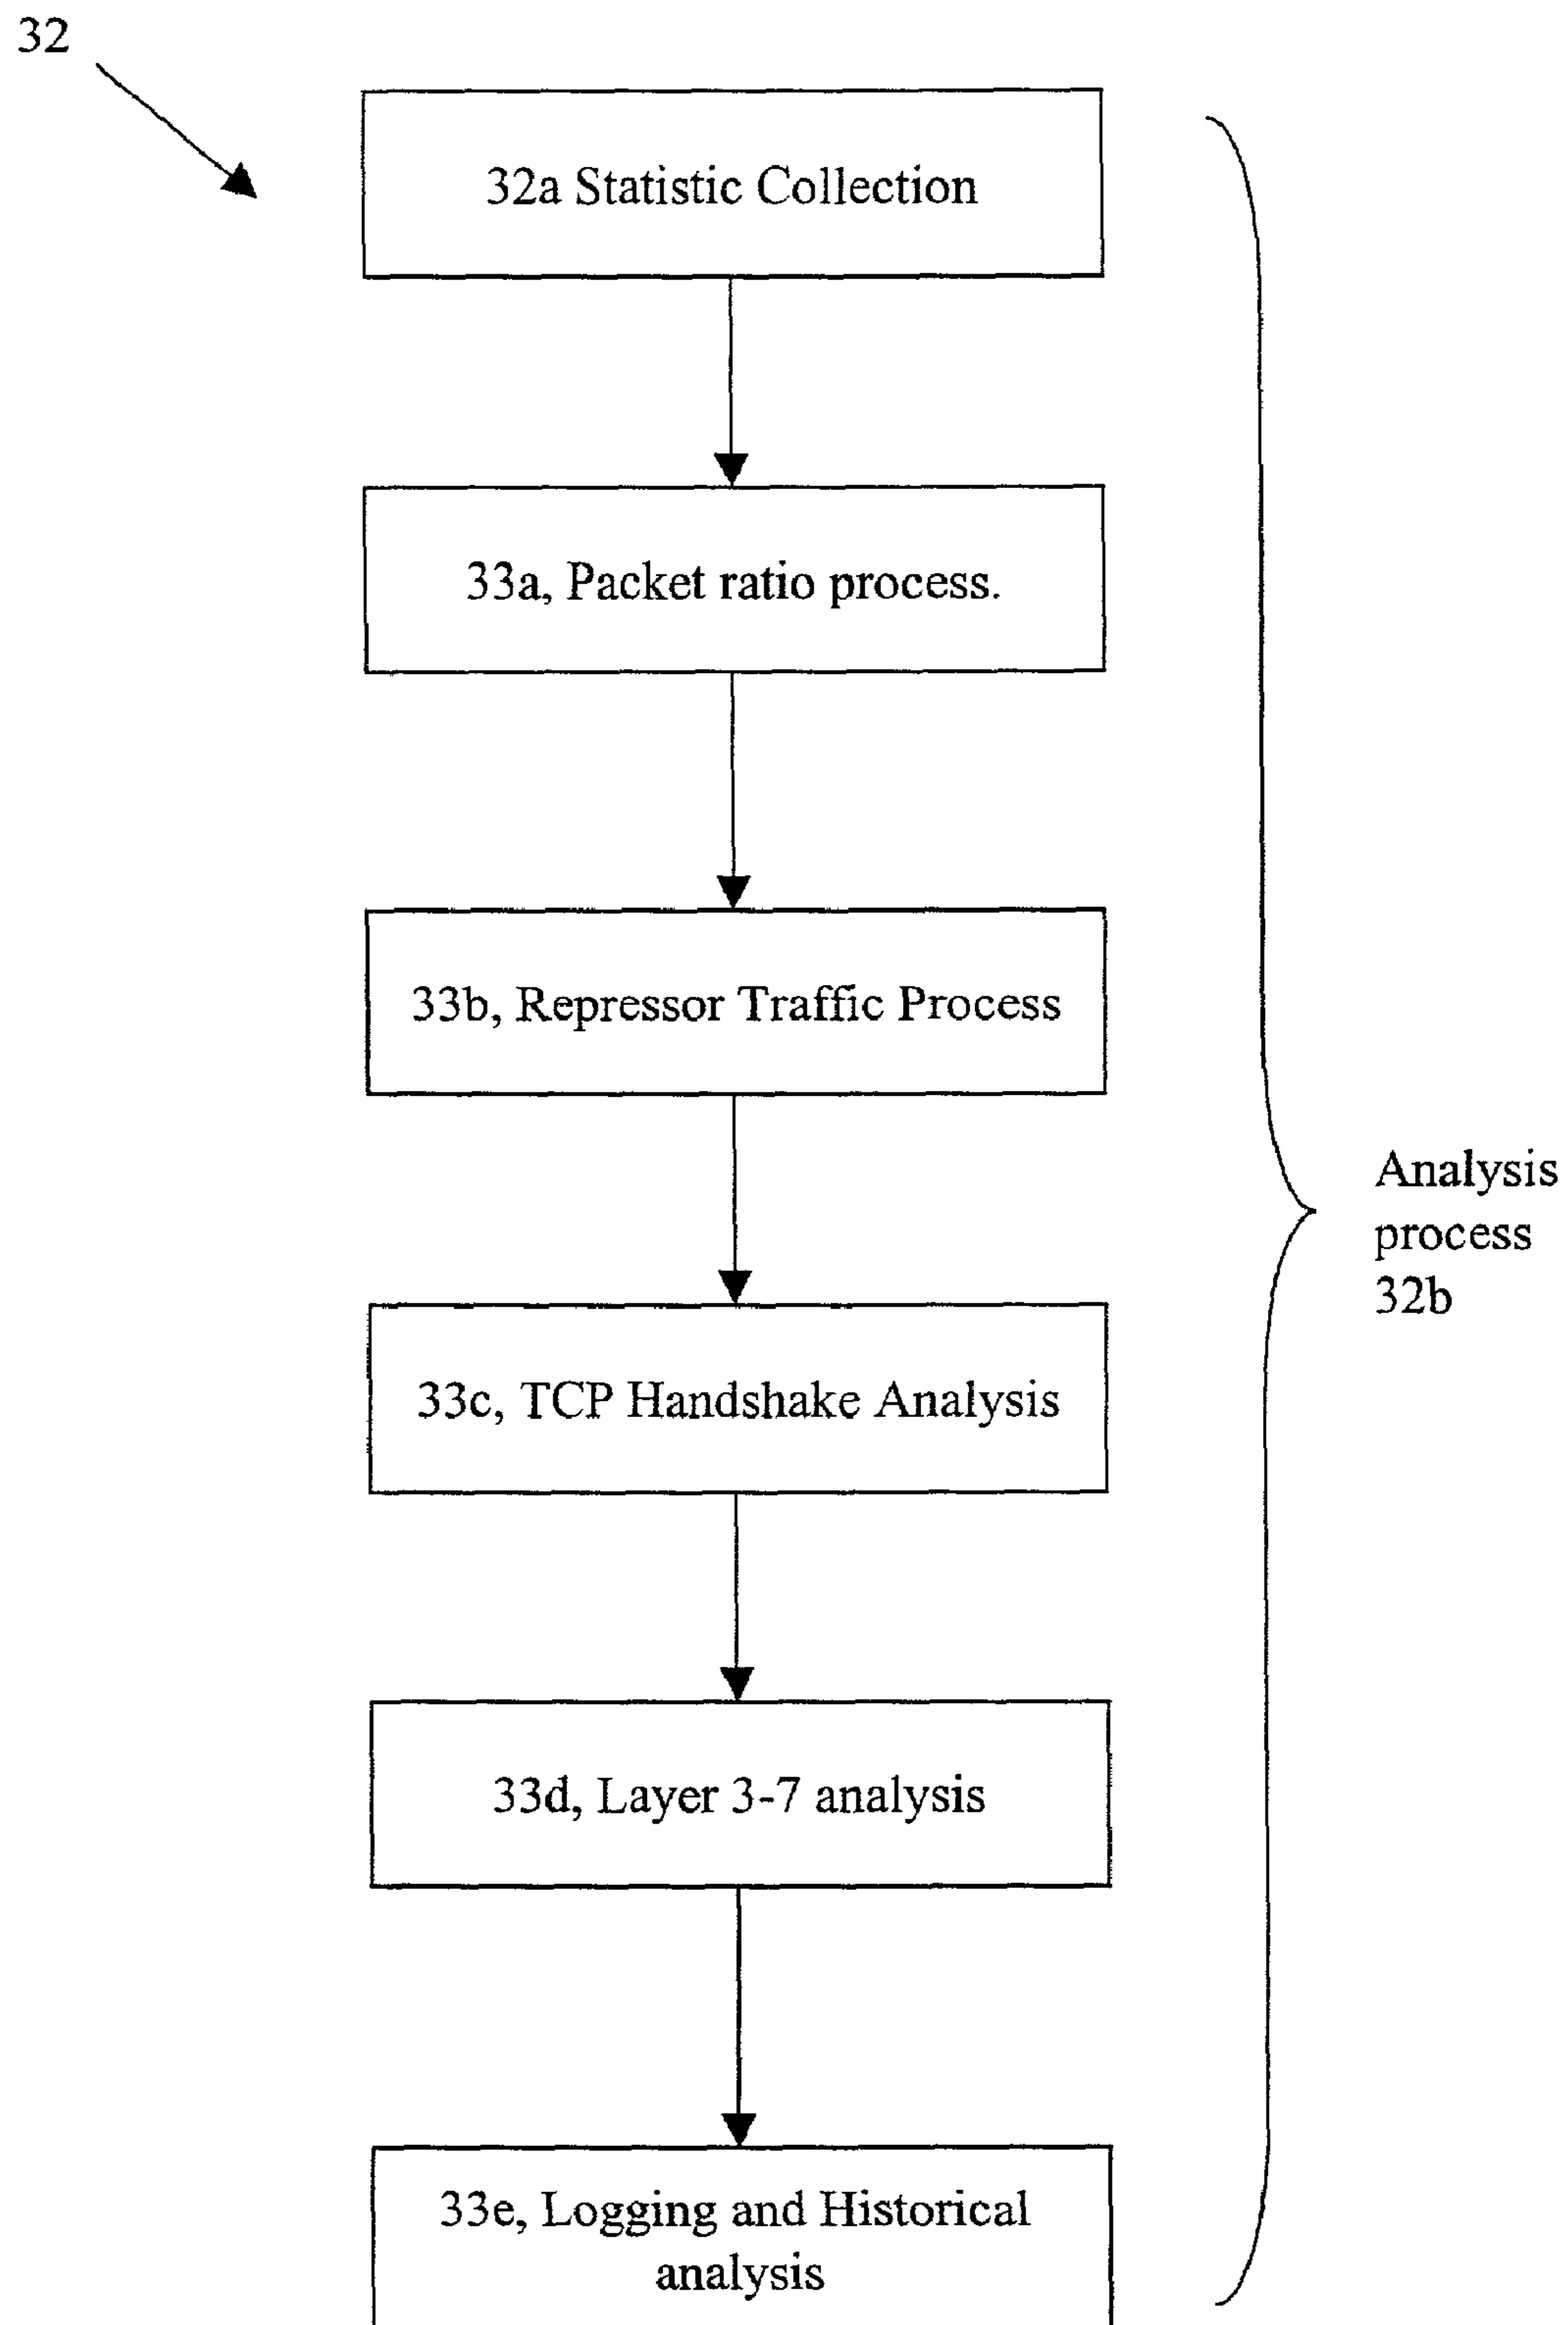 32
32a Statistic Collection
33a, Packet ratio process.
33b, Repressor Traffic Process
33c, TCP Handshake Analysis
Analysis
process
32b
33d, Layer 3-7 analysis
33e, Logging and Historical
analysis